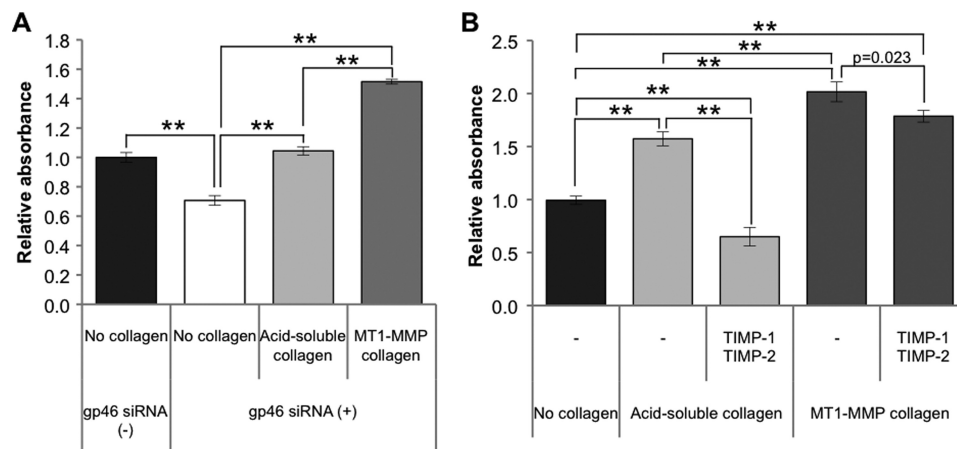 A
Relative absorbance
1.8
1.6
1.4
1.2
1.0
0.8
0.6
0.4
0.2
0.0
**
**
**
**
No collagen
No collagen
Acid-soluble
collagen
MT1-MMP
collagen
gp46 siRNA
(-)
gp46 siRNA (+)
B
Relative absorbance
2.5
2.0
1.5
1.0
0.5
0.0
**
**
**
p=0.023
**
**
**
-
-
TIMP-1
TIMP-2
-
TIMP-1
TIMP-2
No collagen
Acid-soluble collagen
MT1-MMP collagen